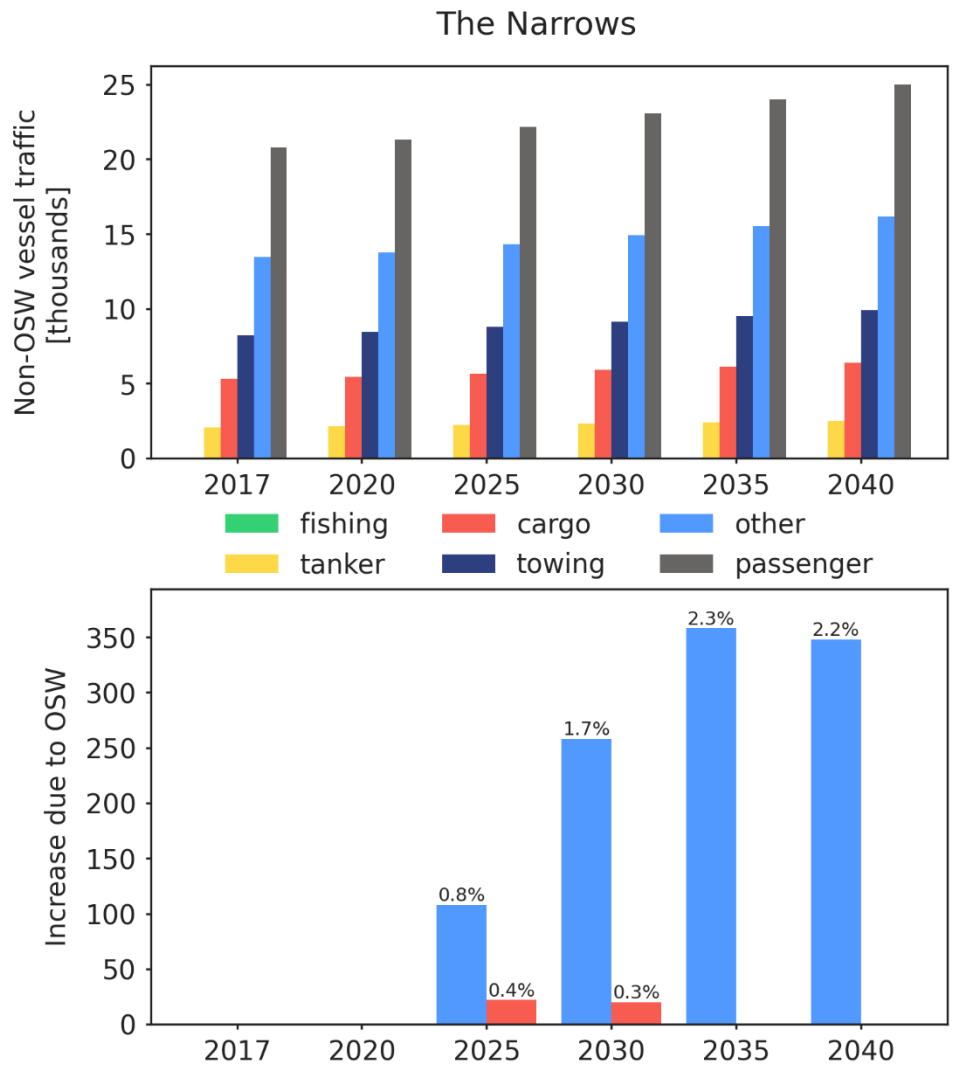 The Narrows
Non-OSW vessel traffic
[thousands]
25
20
15
10
5
0
2017 2020 2025 2030 2035 2040
fishing cargo other
tanker towing passenger
Increase due to OSW
350
300
250
200
150
100
50
0
0.8%
0.4%
1.7%
0.3%
2.3%
2.2%
2017 2020 2025 2030 2035 2040